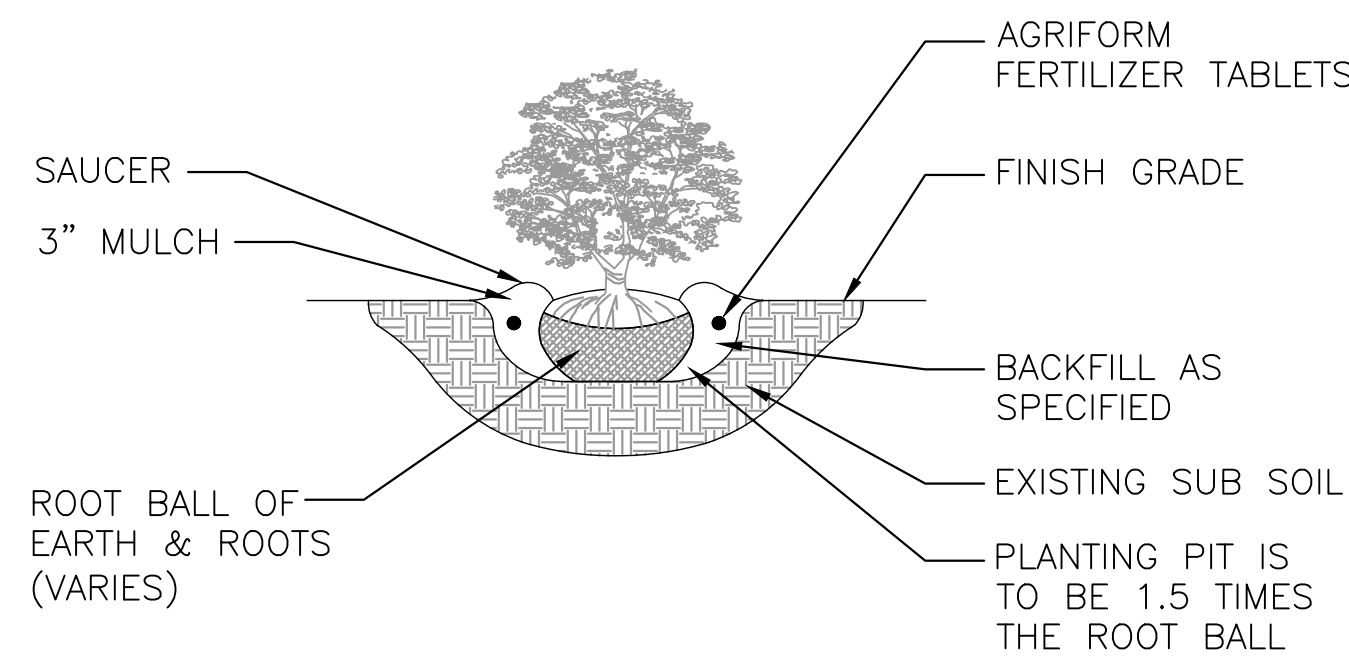 SAUCER
3” MULCH
ROOT BALL OF
EARTH & ROOTS
(VARIES)
AGRIFORM
FERTILIZER TABLETS
FINISH GRADE
BACKFILL AS
SPECIFIED
EXISTING SUB SOIL
PLANTING PIT IS
TO BE 1.5 TIMES
THE ROOT BALL